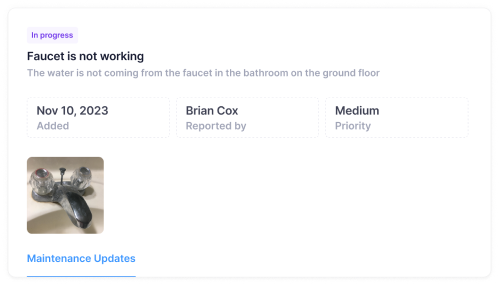 In progress
Faucet is not working
The water is not coming from the faucet in the bathroom on the ground floor
Nov 10, 2023
Added
Brian Cox
Reported by
Medium
Priority
Maintenance Updates